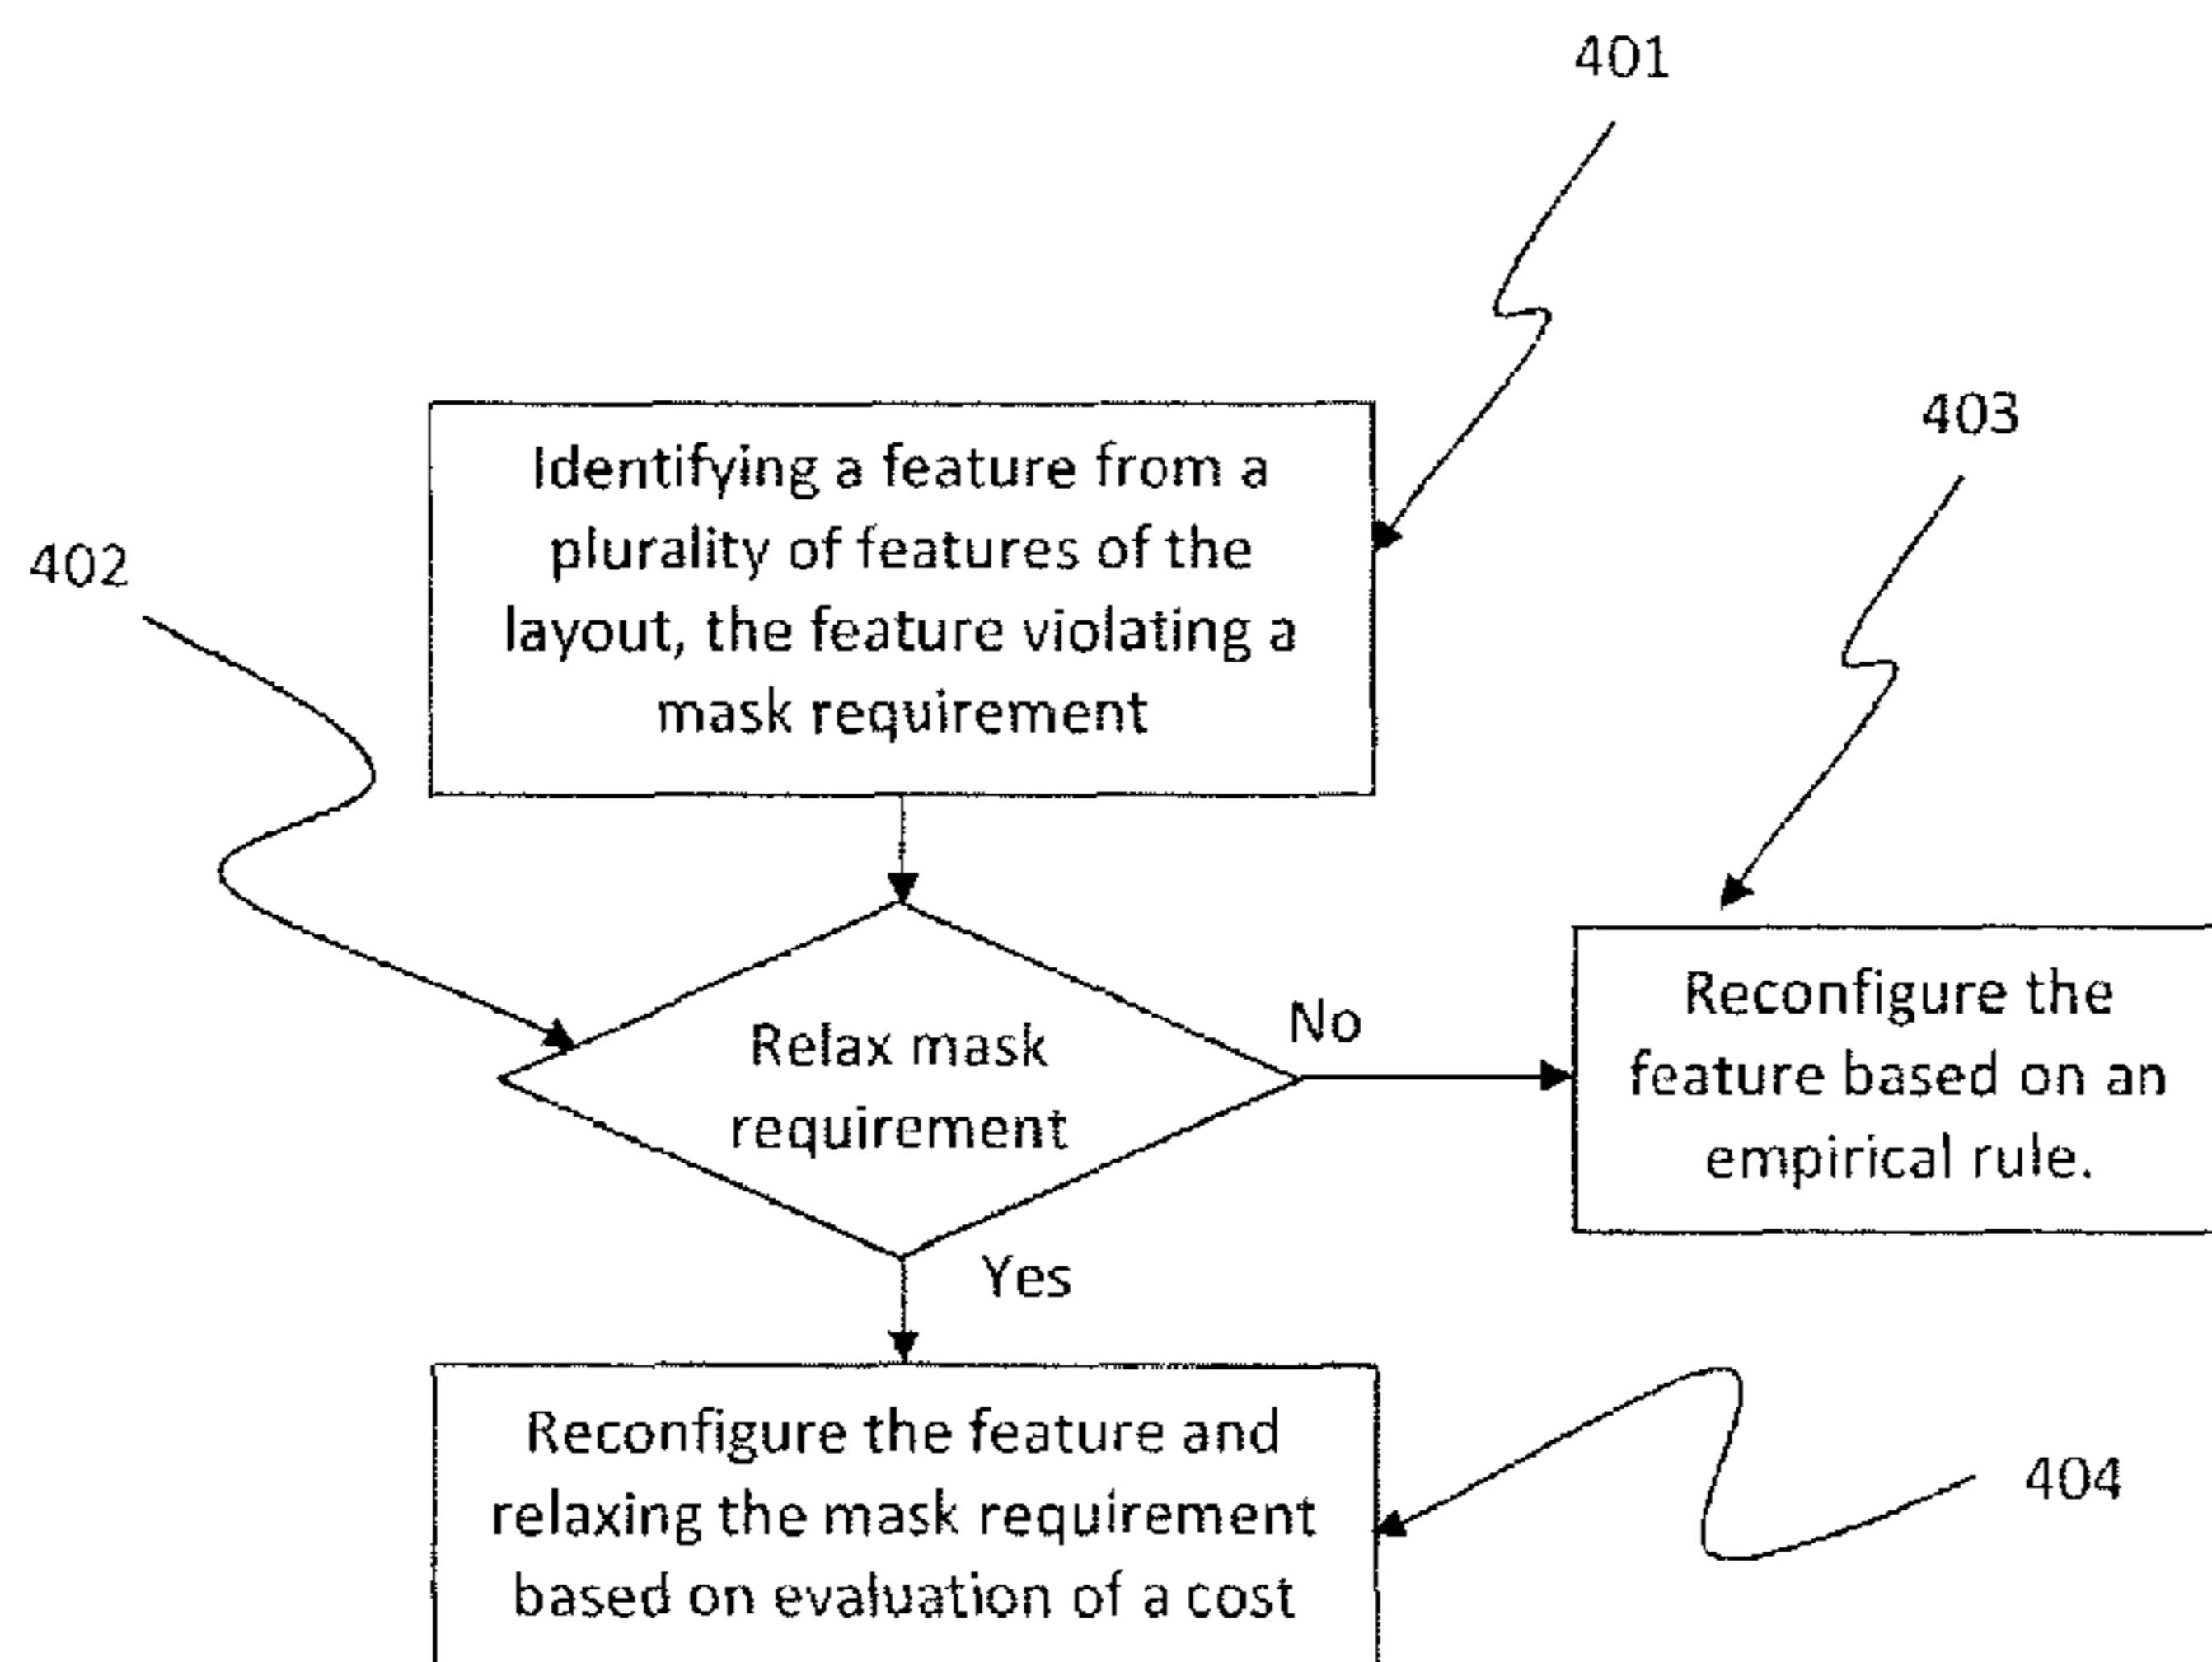 401
Identifying a feature from a
plurality of features of the
layout, the feature violating a
mask requirement
402
403
Relax mask
requirement
No
Reconfigure the
feature based on an
empirical rule.
Yes
Reconfigure the feature and
relaxing the mask requirement
based on evaluation of a cost
404